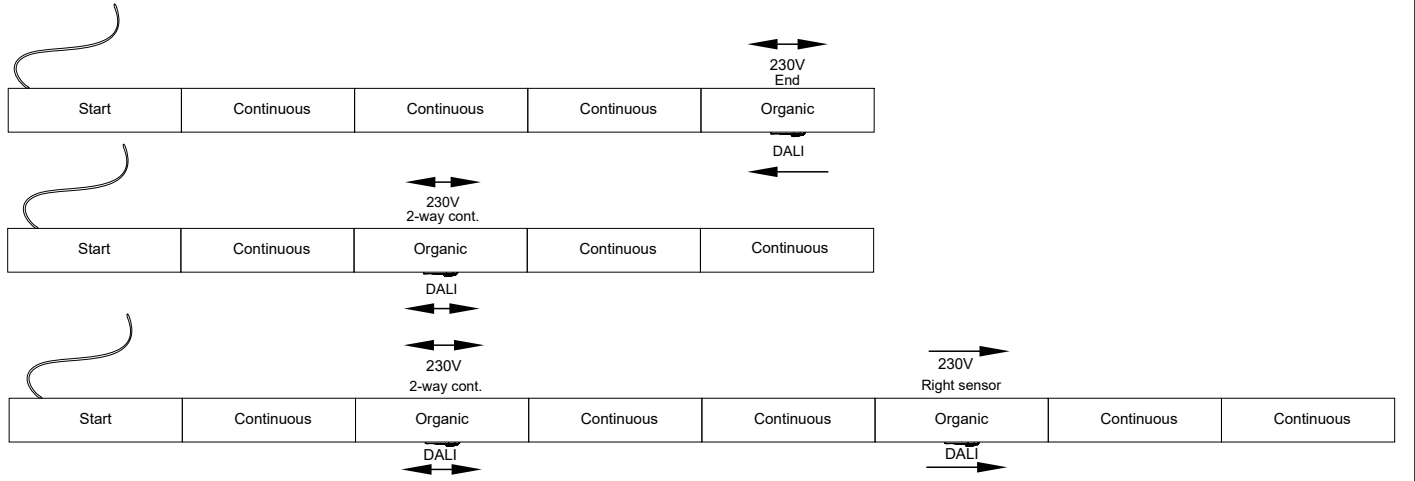 230V
End
Start Continuous Continuous Continuous Organic
DALI
230V
2-way cont.
Start Continuous Organic Continuous Continuous
DALI
230V 230V
2-way cont. Right sensor
Start Continuous Organic Continuous Continuous Organic Continuous Continuous
DALI DALI